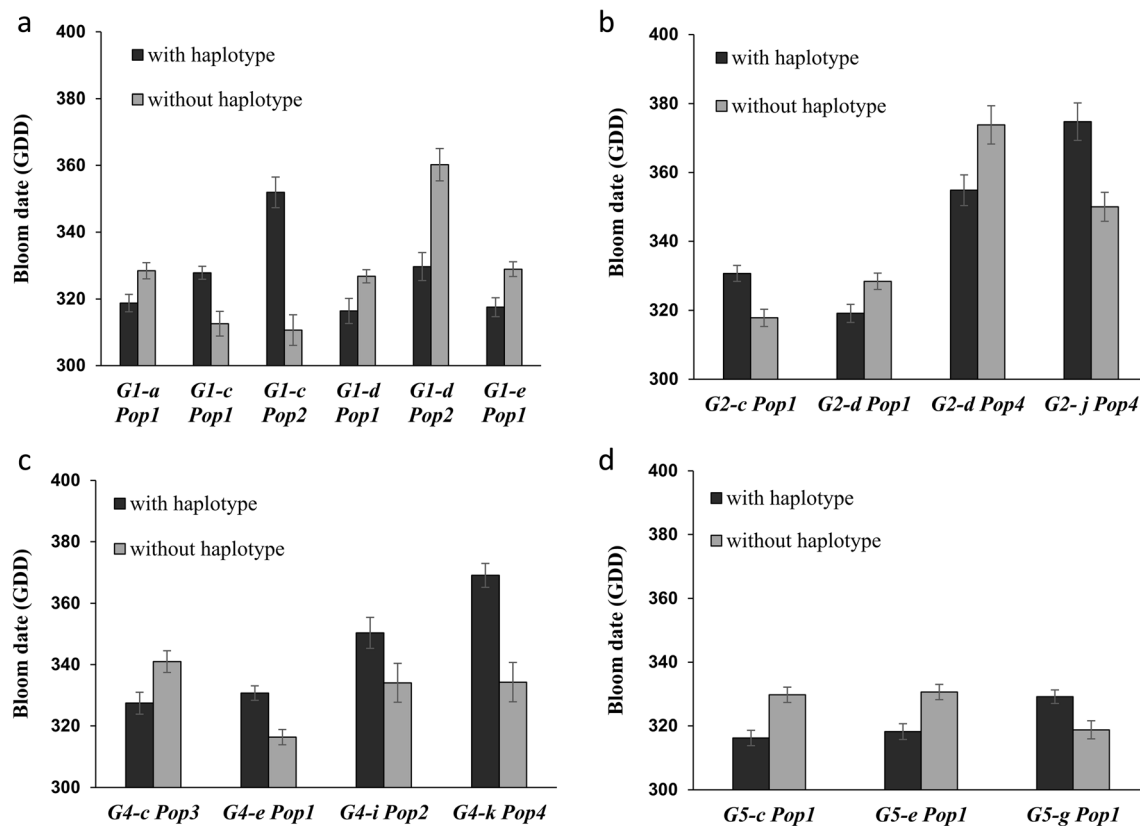 a
400
380
360
340
320
300
Bloom date (GDD)
with haplotype
without haplotype
G1-a Pop1
G1-c Pop1
G1-c Pop2
G1-d Pop1
G1-d Pop2
G1-e Pop1
b
400
380
360
340
320
300
Bloom date (GDD)
with haplotype
without haplotype
G2-c Pop1
G2-d Pop1
G2-d Pop4
G2- j Pop4
c
400
380
360
340
320
300
Bloom date (GDD)
with haplotype
without haplotype
G4-c Pop3
G4-e Pop1
G4-i Pop2
G4-k Pop4
d
400
380
360
340
320
300
Bloom date (GDD)
with haplotype
without haplotype
G5-c Pop1
G5-e Pop1
G5-g Pop1